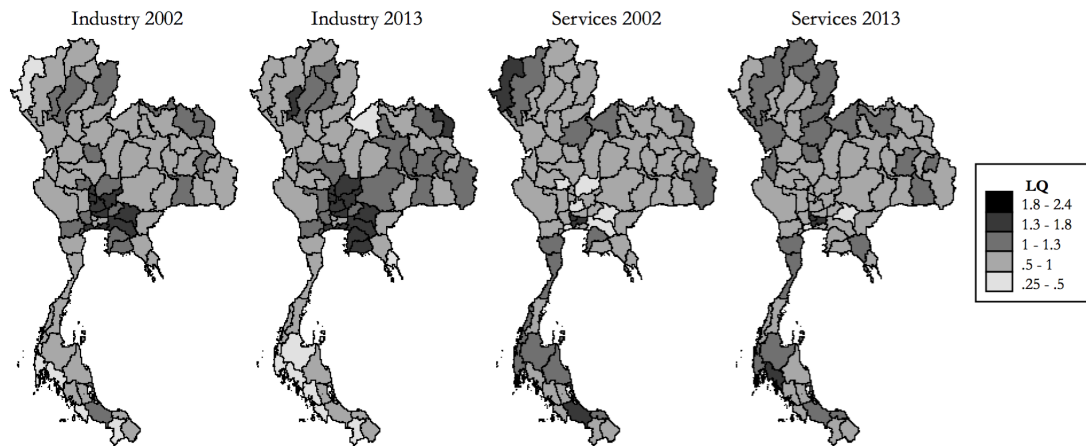 Industry 2002
Industry 2013
Services 2002
Services 2013
LQ
1.8 - 2.4
1.3 - 1.8
1 - 1.3
.5 - 1
.25 - .5